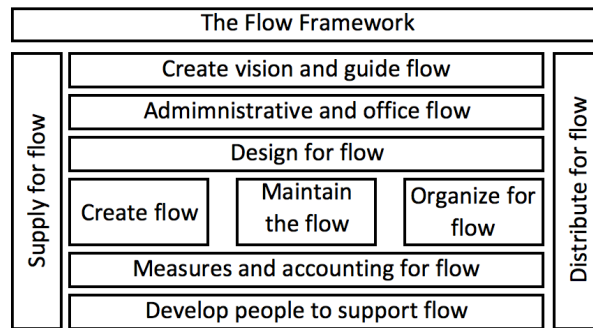 The Flow Framework
Supply for flow
Create vision and guide flow
Admimnistrative and office flow
Design for flow
Create flow
Maintain
the flow
Organize for
flow
Measures and accounting for flow
Develop people to support flow
Distribute for flow